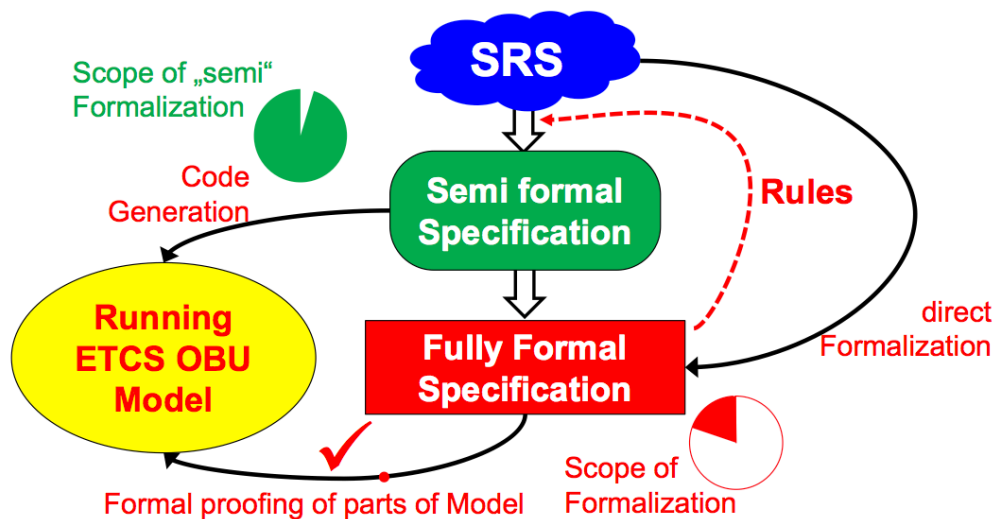 SRS
Scope of „semi“
Formalization
Code
Generation
Semi formal
Specification
Rules
Running
ETCS OBU
Model
Fully Formal
Specification
direct
Formalization
Scope of
Formalization
Formal proofing of parts of Model